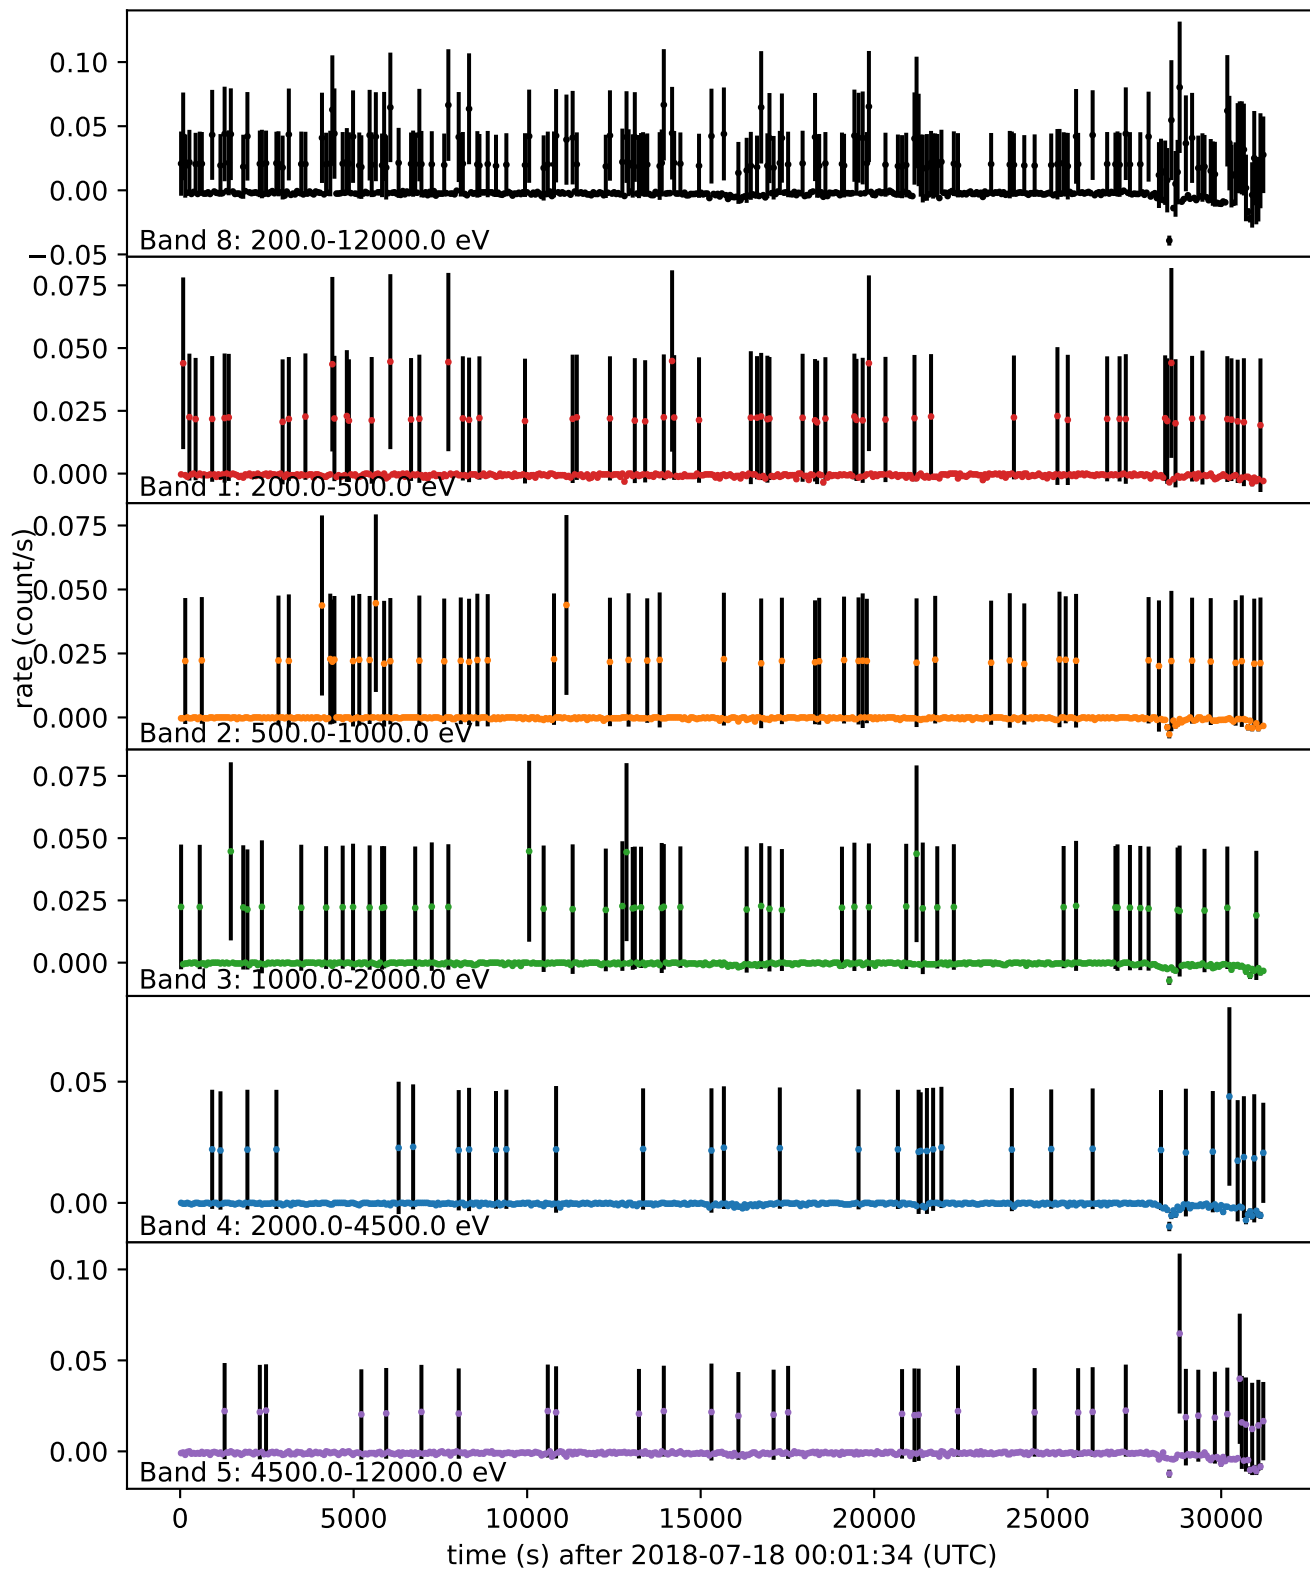 0.10
0.05
0.00
−0.05
Band 8: 200.0-12000.0 eV
0.075
0.050
0.025
0.000
Band 1: 200.0-500.0 eV
rate (count/s)
0.075
0.050
0.025
0.000
Band 2: 500.0-1000.0 eV
0.075
0.050
0.025
0.000
Band 3: 1000.0-2000.0 eV
0.05
0.00
Band 4: 2000.0-4500.0 eV
0.10
0.05
0.00
Band 5: 4500.0-12000.0 eV
0 5000 10000 15000 20000 25000 30000
time (s) after 2018-07-18 00:01:34 (UTC)